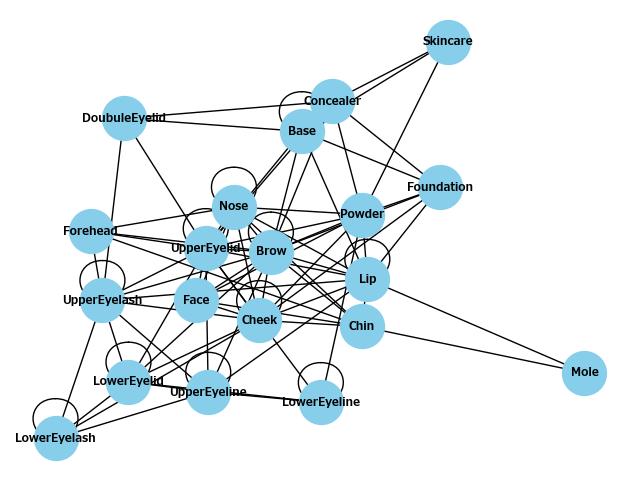 Skincare
Concealer
DoubuleEyelid
Base
Foundation
Nose
Powder
Forehead
UpperEyelid
Brow
Lip
UpperEyelash
Face
Cheek
Chin
Mole
LowerEyelid
UpperEyeline
LowerEyeline
LowerEyelash